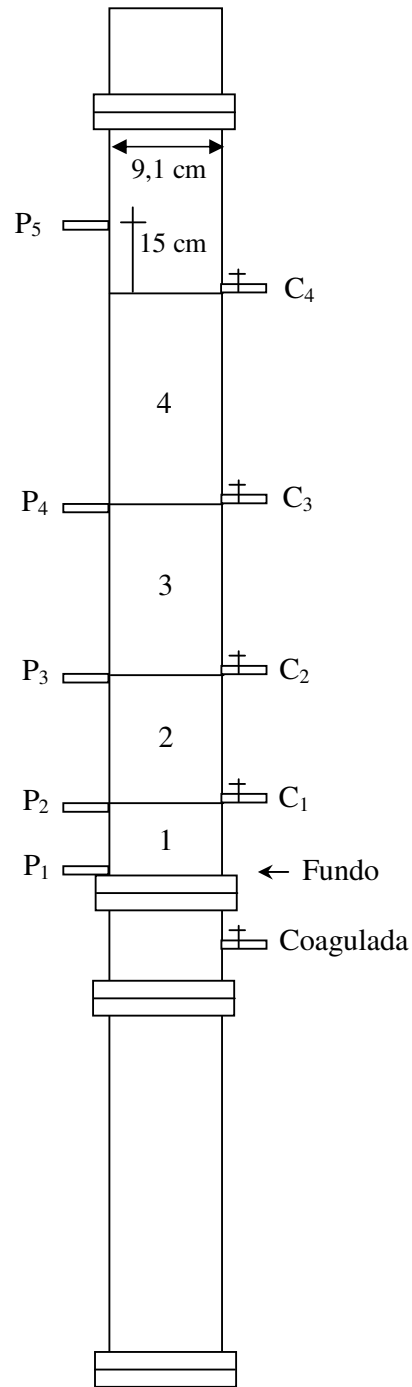 9,1 cm
P₅
15 cm
C₄
4
P₄
C₃
3
P₃
C₂
2
P₂
C₁
1
P₁
← Fundo
Coagulada